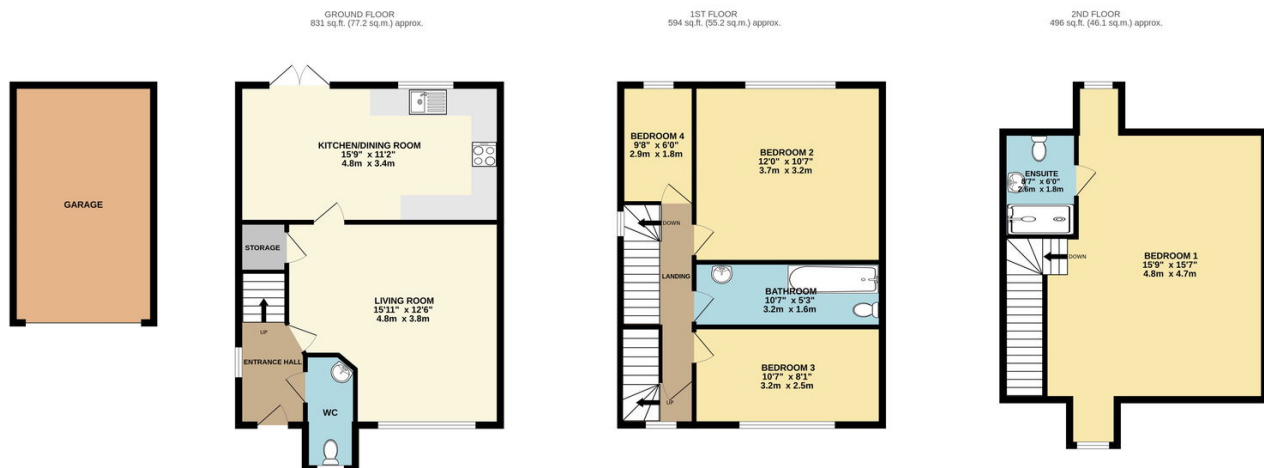 GROUND FLOOR
831 sq.ft. (77.2 sq.m.) approx.
1ST FLOOR
594 sq.ft. (55.2 sq.m.) approx.
2ND FLOOR
496 sq.ft. (46.1 sq.m.) approx.
GARAGE
KITCHEN/DINING ROOM
15'9" x 11'2"
4.8m x 3.4m
STORAGE
LIVING ROOM
15'11" x 12'6"
4.8m x 3.8m
UP
ENTRANCE HALL
WC
BEDROOM 4
9'8" x 6'0"
2.9m x 1.8m
BEDROOM 2
12'0" x 10'7"
3.7m x 3.2m
DOWN
LANDING
BATHROOM
10'7" x 5'3"
3.2m x 1.6m
BEDROOM 3
10'7" x 8'1"
3.2m x 2.5m
UP
ENSUITE
8'7" x 6'0"
2.6m x 1.8m
DOWN
BEDROOM 1
15'9" x 15'7"
4.8m x 4.7m